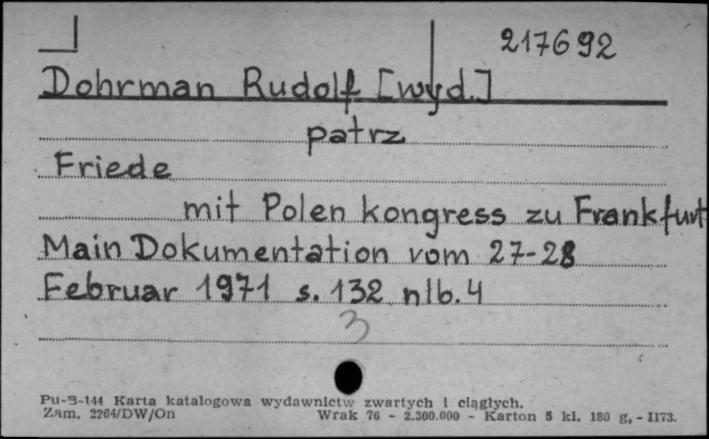 217692
Dohrman Rudolf [wyd.]
patrz
Friede
mit Polen kongress zu Frankfurt
Main Dokumentation vom 27-28
Februar 1971 s. 132 nlb. 4
3
Pu-B-144 Karta katalogowa wydawnictw zwartych i ciągłych.
Zam. 2264/DW/On Wrak 76 - 2.300.000 - Karton 5 kl. 180 g. - II73.